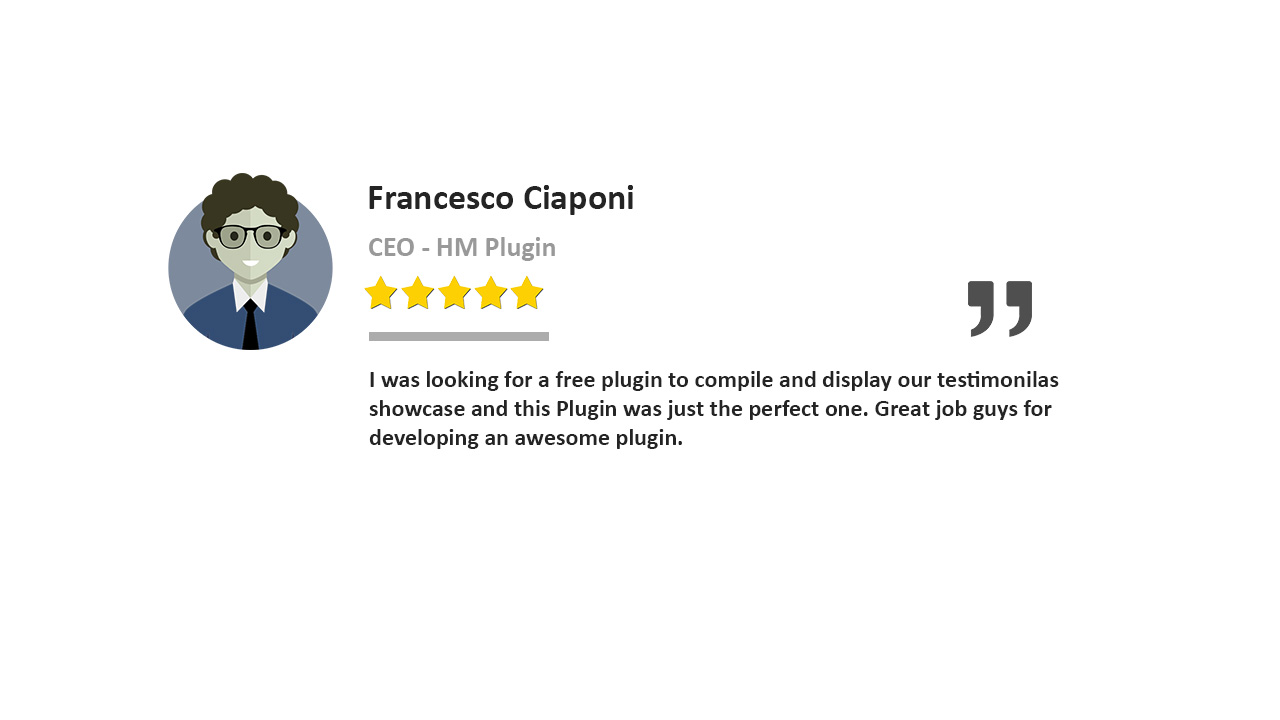 Francesco Ciaponi
CEO - HM Plugin
I was looking for a free plugin to compile and display our testimonilas
showcase and this Plugin was just the perfect one. Great job guys for
developing an awesome plugin.